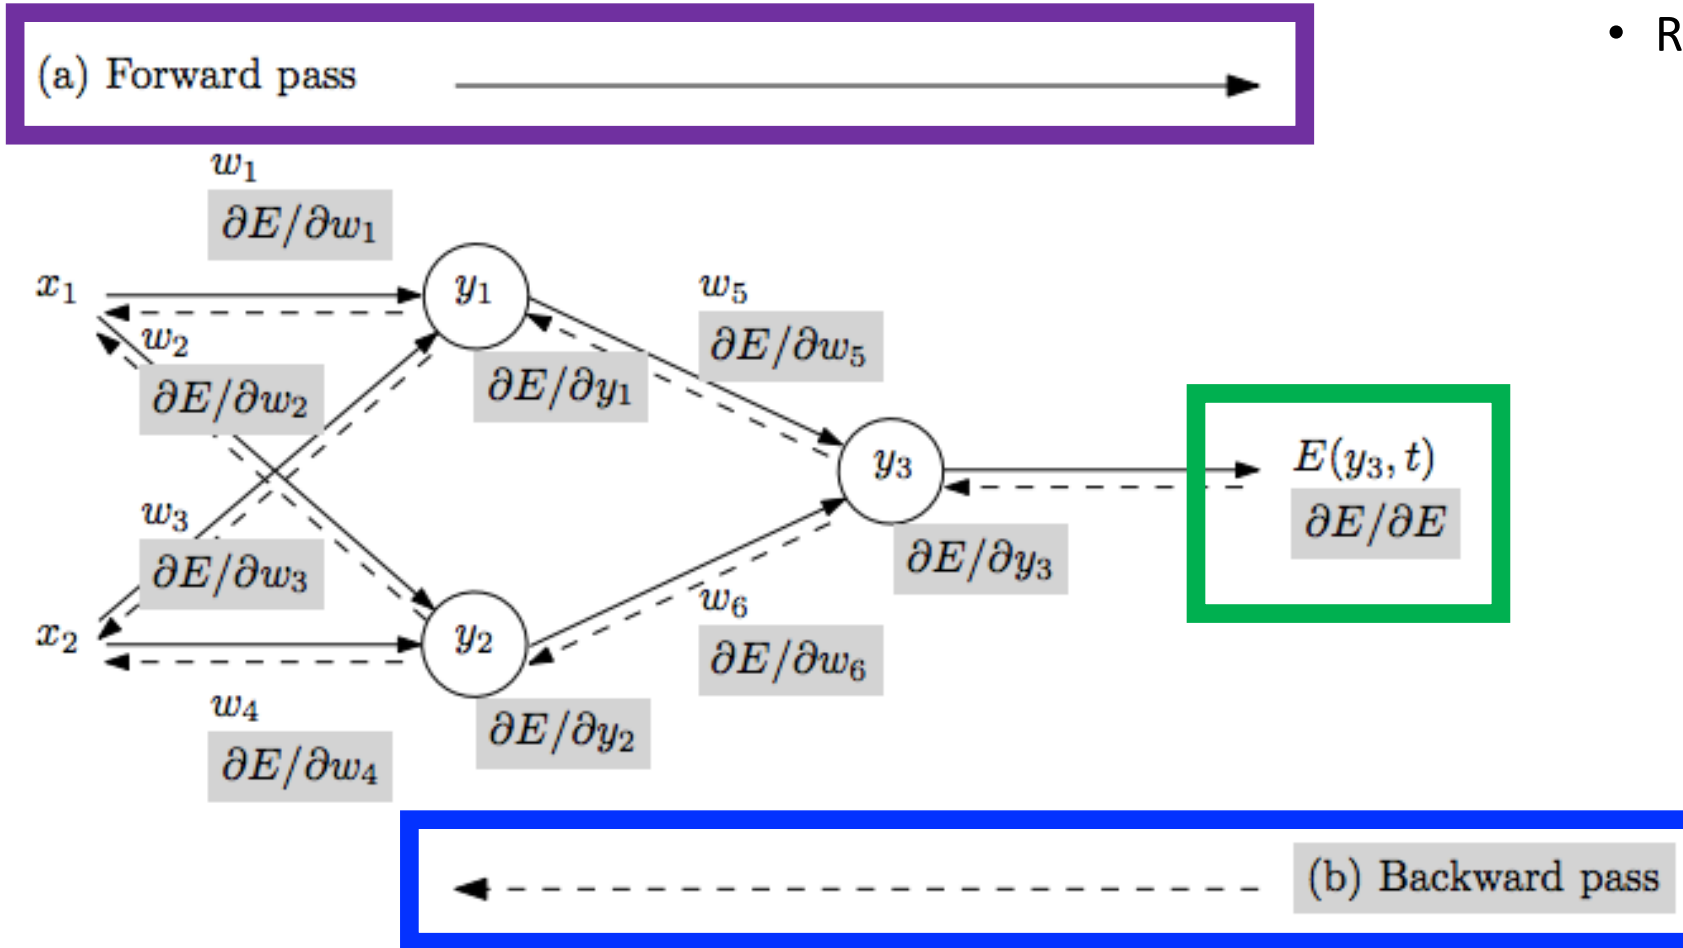 (a) Forward pass
• R
w₁
∂E/∂w₁
x₁
y₁
w₅
w₂
∂E/∂w₅
∂E/∂w₂
∂E/∂y₁
y₃
E(y₃, t)
∂E/∂E
w₃
∂E/∂w₃
∂E/∂y₃
x₂
y₂
w₆
∂E/∂w₆
w₄
∂E/∂y₂
∂E/∂w₄
(b) Backward pass